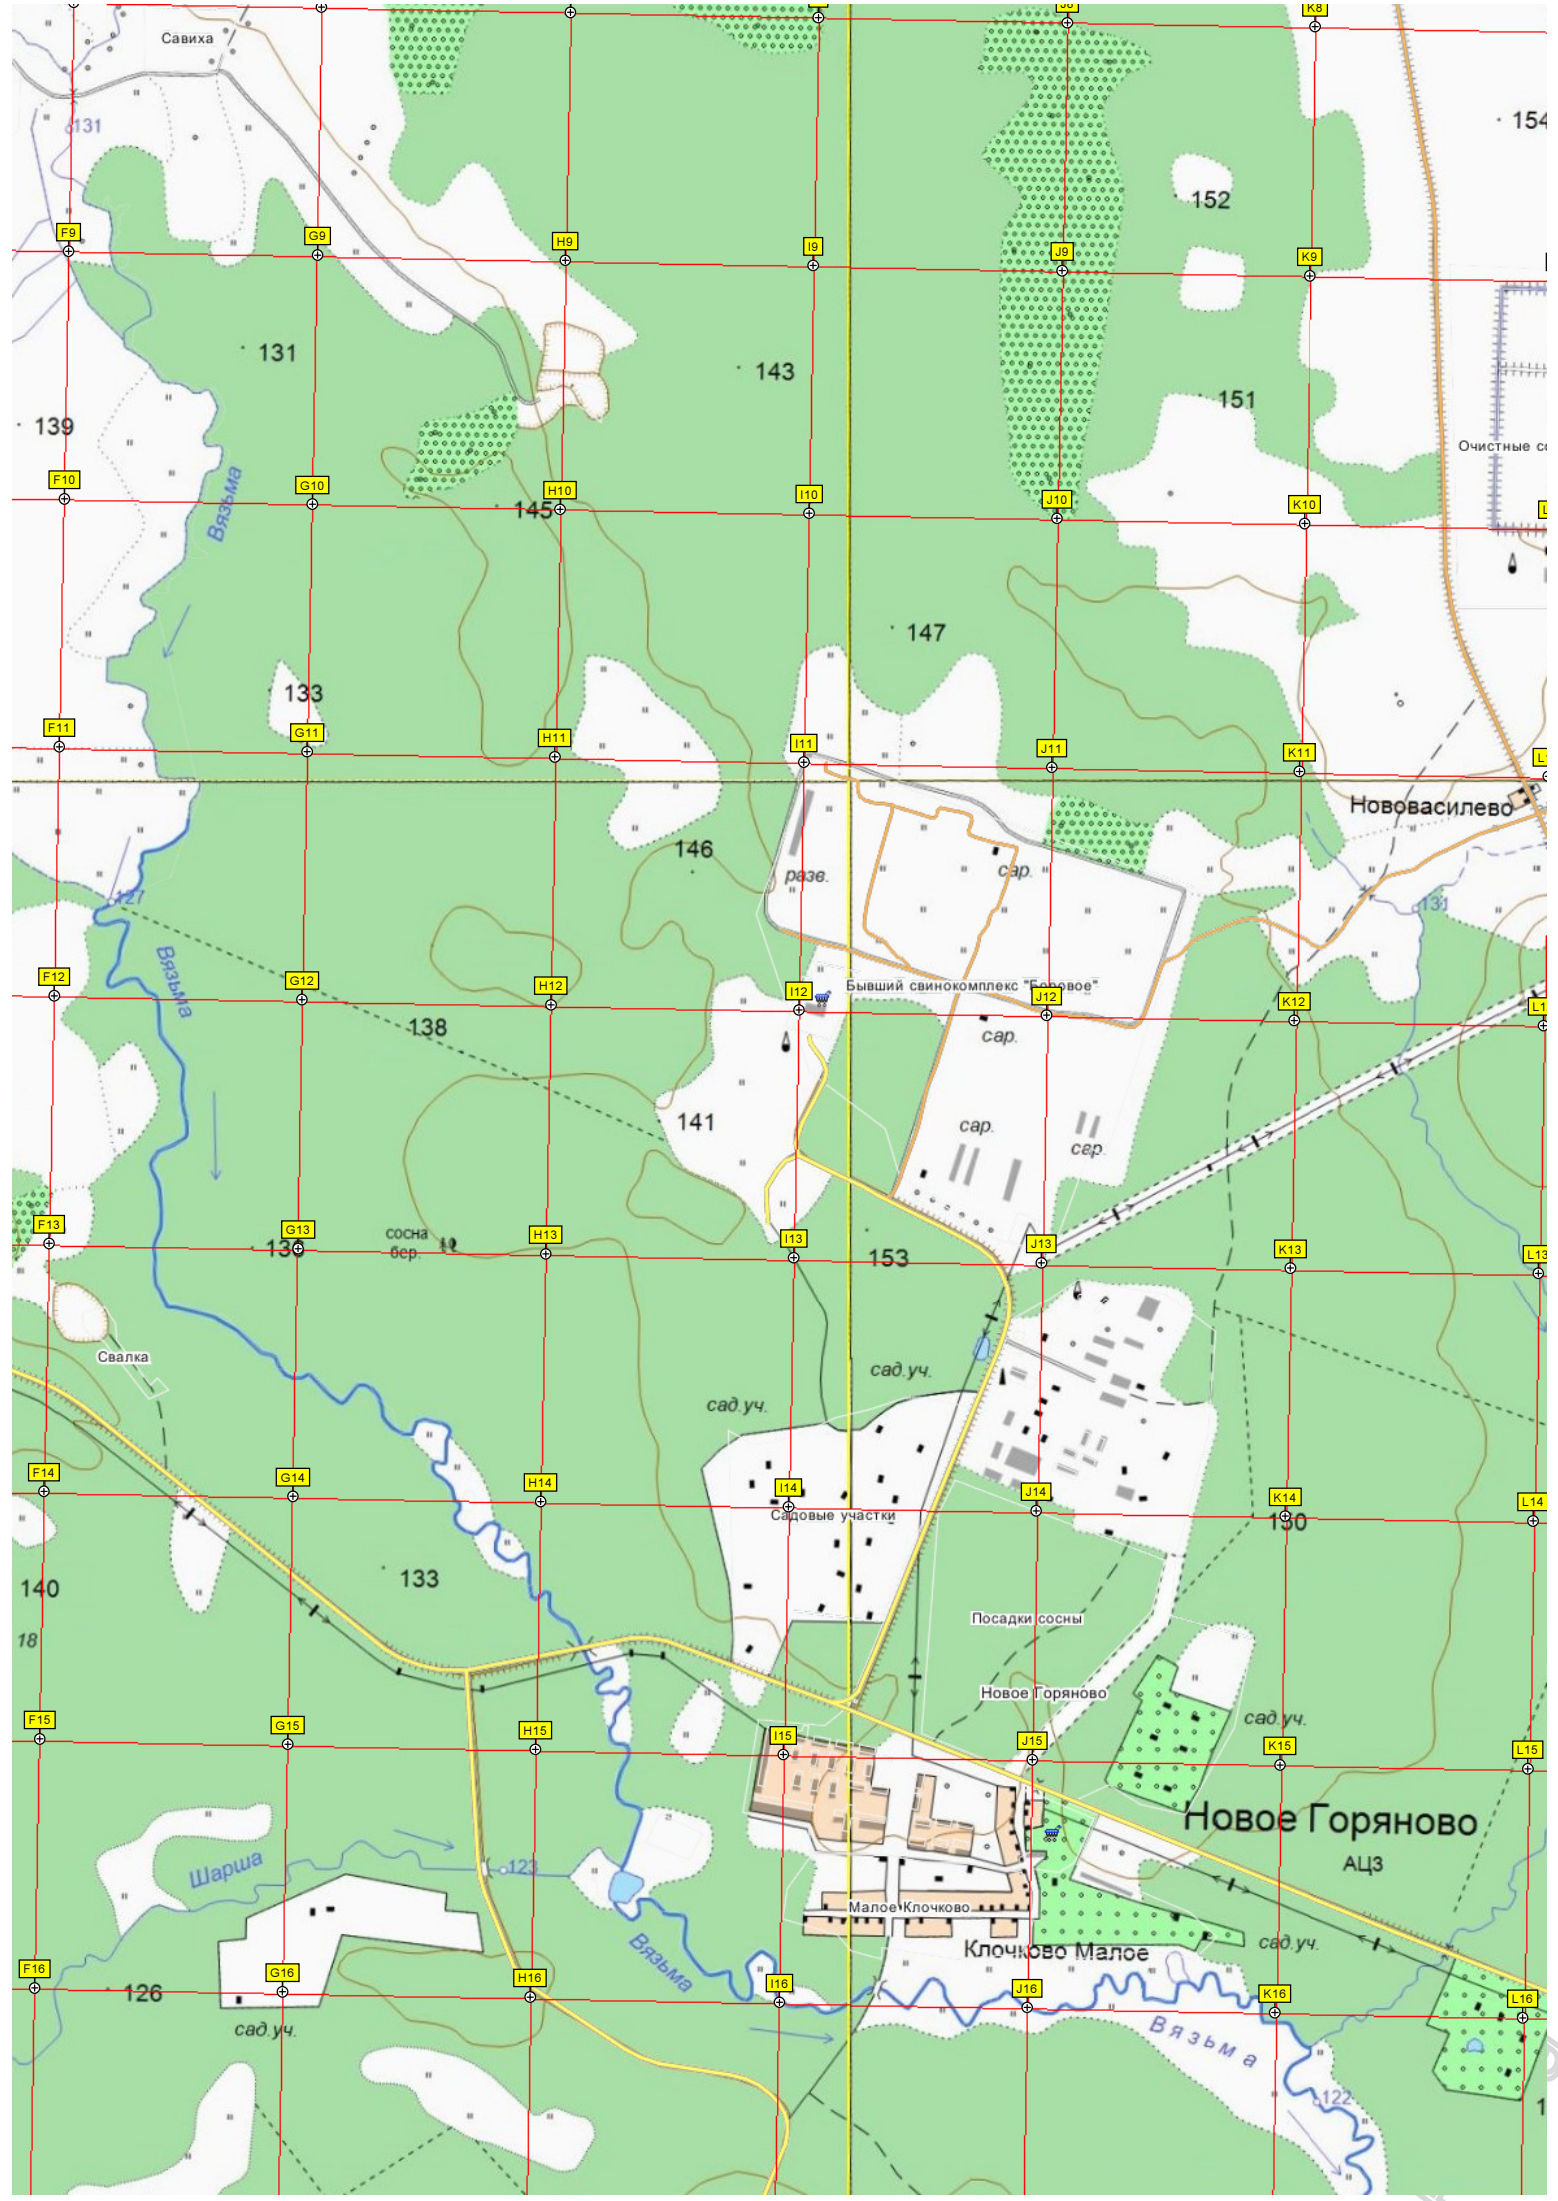 K8
Савиха
131
154
152
F9
G9
H9
I9
J9
K9
131
143
139
151
Очистные
Вязьма
F10
G10
H10
I10
J10
K10
145
147
133
F11
G11
H11
I11
J11
K11
Нововасилево
146
разв.
сар.
127
131
Вязьма
F12
G12
H12
I12
Бывший свинокомплекс "Боровое"
J12
K12
138
сар.
141
сар.
сар.
F13
G13
сосна
бер.
H13
I13
153
J13
K13
L13
Свалка
сад.уч.
сад.уч.
F14
G14
H14
I14
J14
K14
L14
Садовые участки
150
133
140
18
Посадки сосны
Новое Горяново
сад.уч.
F15
G15
H15
I15
J15
K15
L15
Новое Горяново
АЦЗ
Шарша
123
Малое Клочково
Клочково Малое
сад.уч.
Вязьма
F16
126
G16
H16
I16
J16
K16
L16
сад.уч.
Вязьма
122